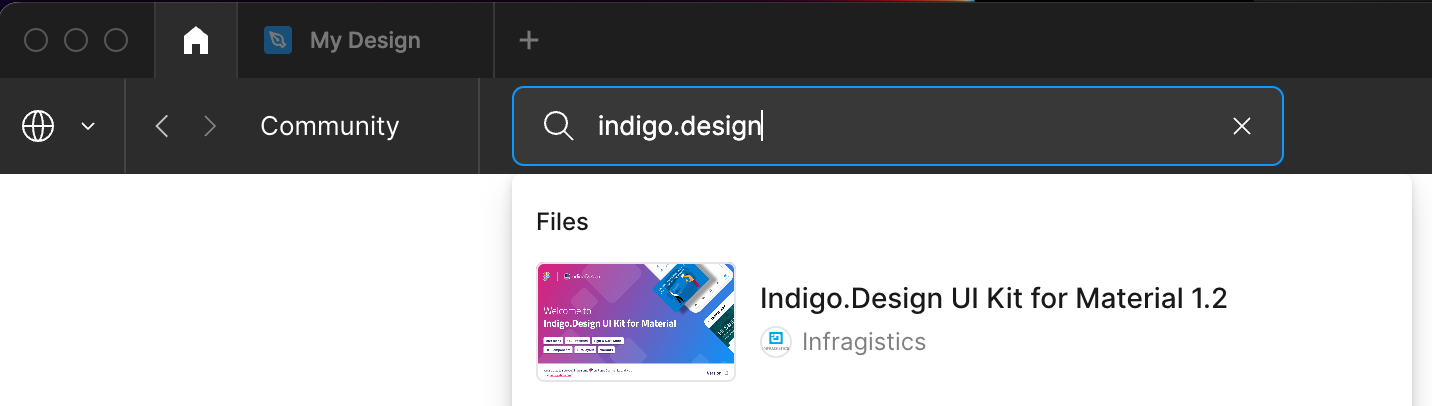 My Design
Community
indigo.design
Files
Welcome to
Indigo.Design UI Kit for Material
Indigo.Design UI Kit for Material 1.2
Infragistics